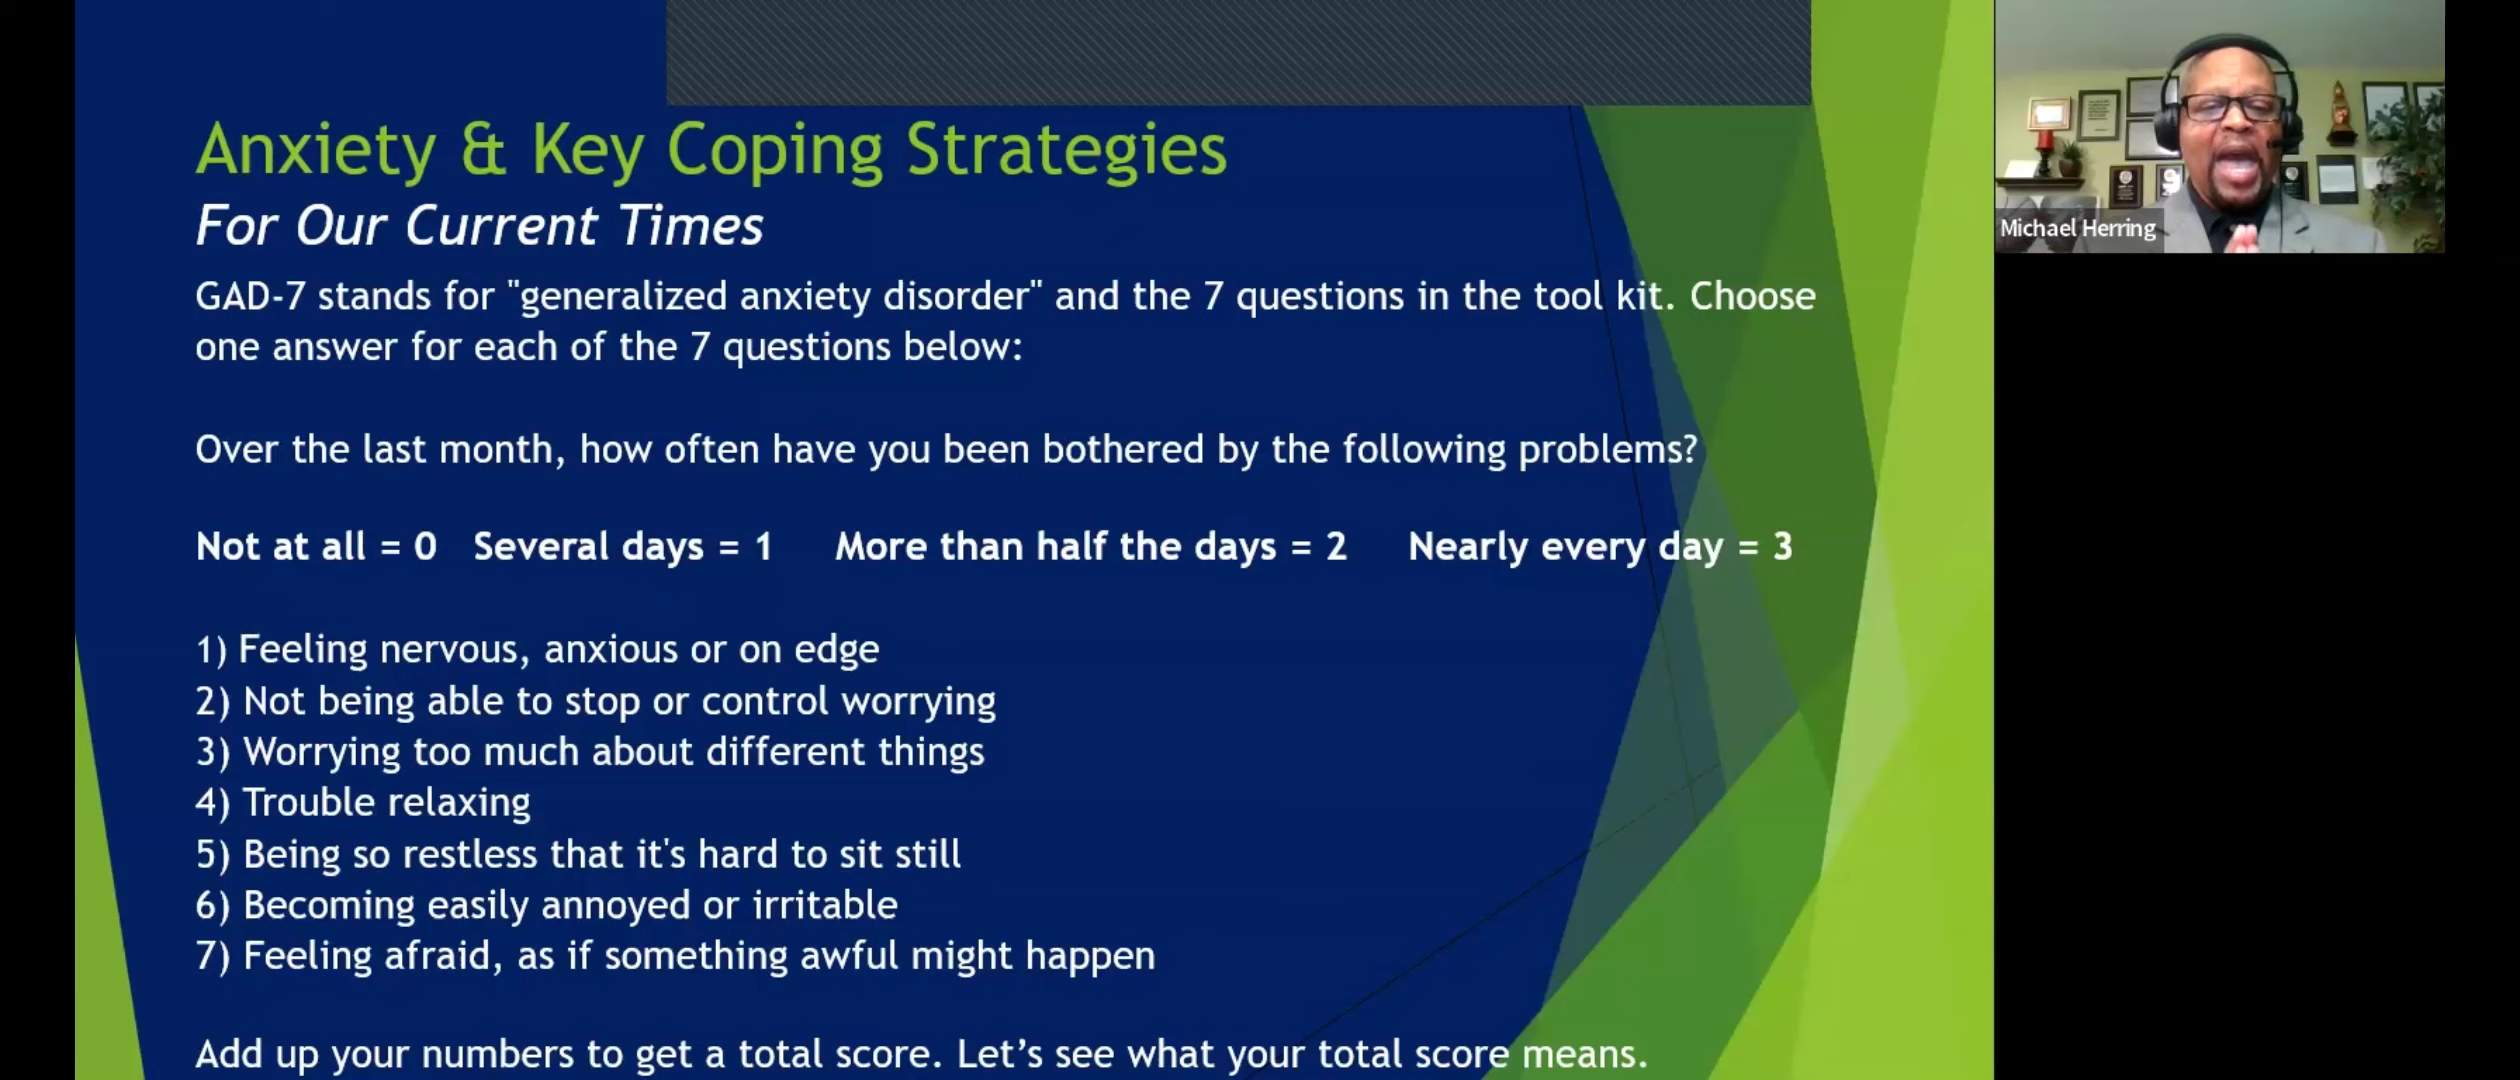 Anxiety & Key Coping Strategies
For Our Current Times
GAD-7 stands for "generalized anxiety disorder" and the 7 questions in the tool kit. Choose
one answer for each of the 7 questions below:
Over the last month, how often have you been bothered by the following problems?
Not at all = 0 Several days = 1 More than half the days = 2 Nearly every day = 3
1) Feeling nervous, anxious or on edge
2) Not being able to stop or control worrying
3) Worrying too much about different things
4) Trouble relaxing
5) Being so restless that it's hard to sit still
6) Becoming easily annoyed or irritable
7) Feeling afraid, as if something awful might happen
Add up your numbers to get a total score. Let’s see what your total score means.
Michael Herring